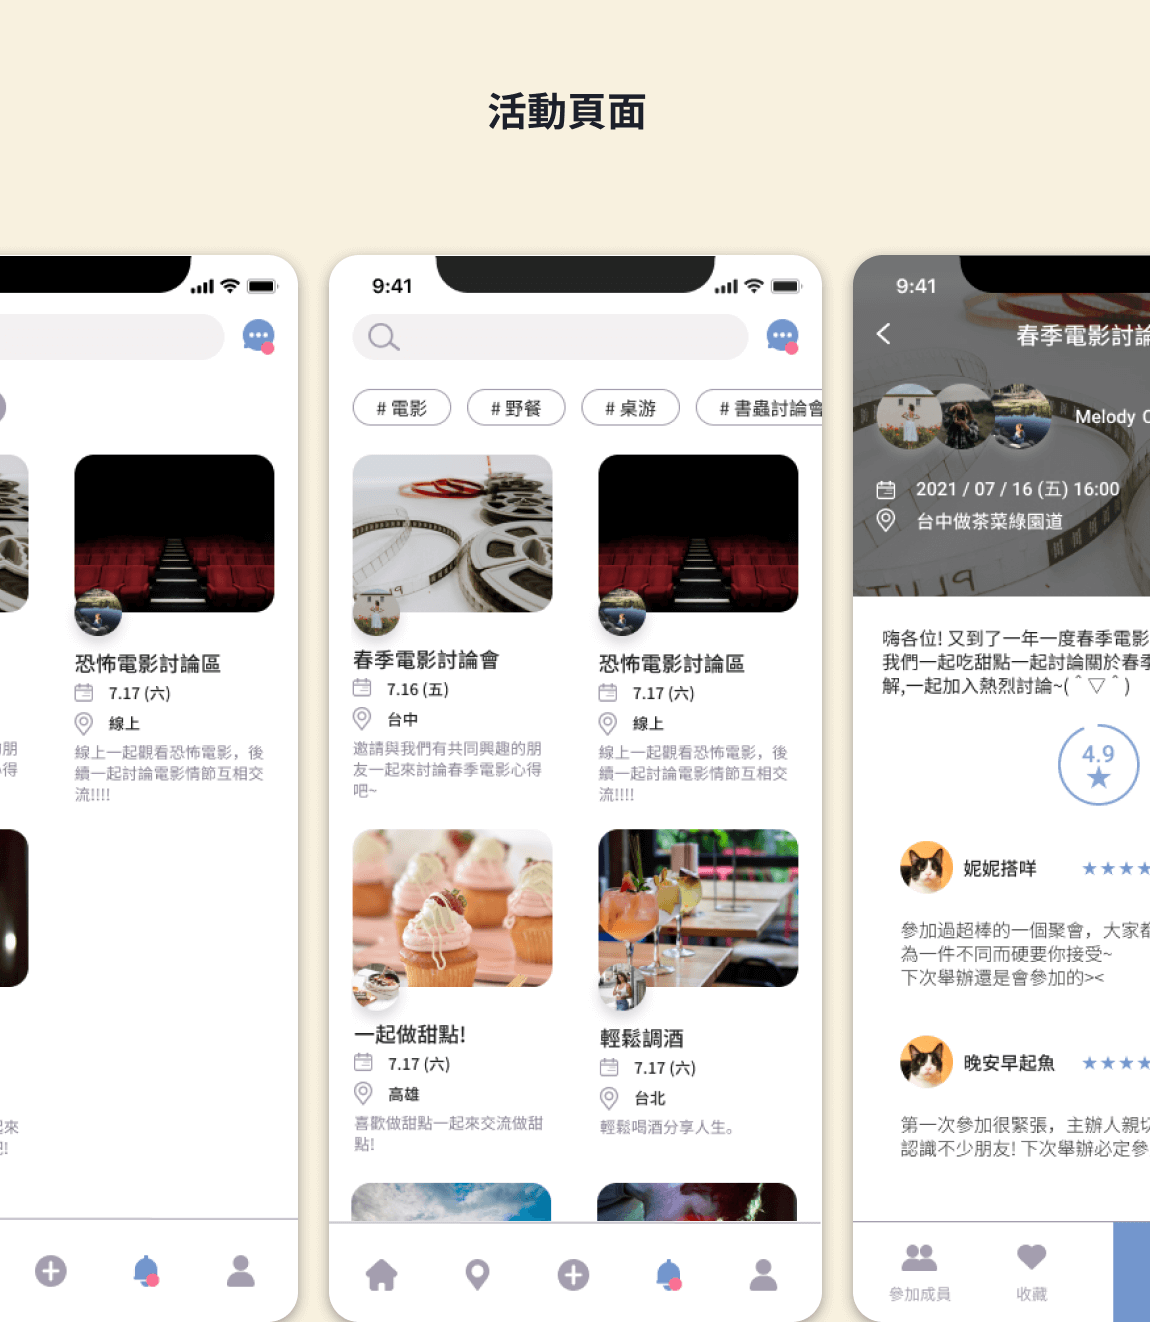 活動頁面
恐怖電影討論區
7.17 (六)
線上
線上一起觀看恐怖電影，後
續一起討論電影情節互相交
流!!!!
朋
得
起來
吧!
9:41
# 電影
# 野餐
# 桌游
# 書蟲討論會
春季電影討論會
7.16 (五)
台中
邀請與我們有共同興趣的朋
友一起來討論春季電影心得
吧~
恐怖電影討論區
7.17 (六)
線上
線上一起觀看恐怖電影，後
續一起討論電影情節互相交
流!!!!
一起做甜點!
7.17 (六)
高雄
喜歡做甜點一起來交流做甜
點!
輕鬆調酒
7.17 (六)
台北
輕鬆喝酒分享人生。
9:41
春季電影討論
Melody
2021 / 07 / 16 (五) 16:00
台中做茶菜綠園道
嗨各位! 又到了一年一度春季電影
我們一起吃甜點一起討論關於春季
解,一起加入熱烈討論~( ˆ ▽ ˆ )
4.9
妮妮搭咩
★★★★
參加過超棒的一個聚會，大家都
為一件不同而硬要你接受~
下次舉辦還是會參加的><
晚安早起魚
★★★★
第一次參加很緊張，主辦人親切
認識不少朋友! 下次舉辦必定參
參加成員
收藏